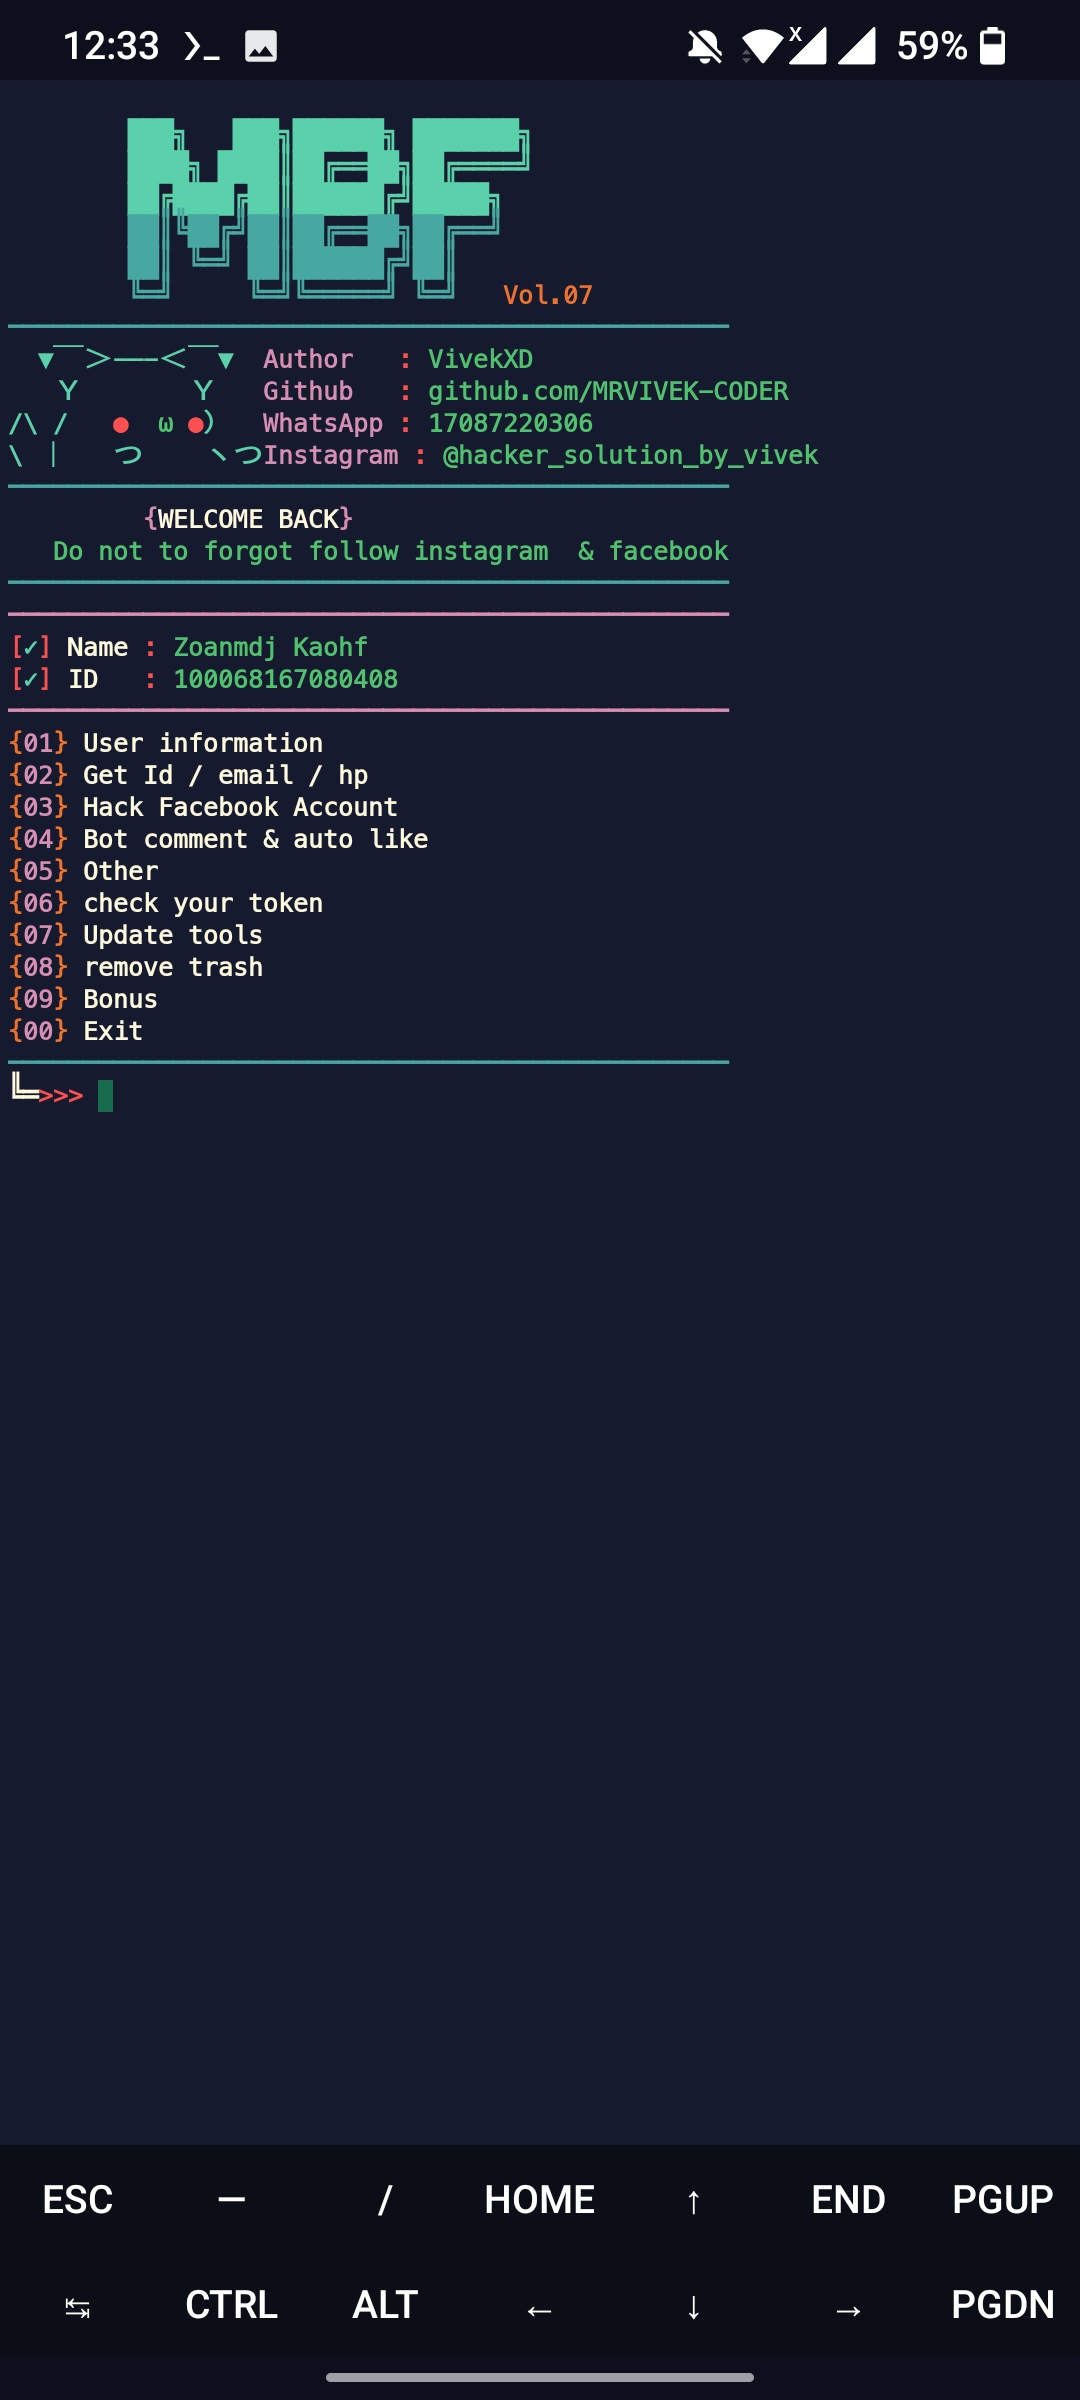 12:33 59%
MBF
Vol.07
Author : VivekXD
Github : github.com/MRVIVEK-CODER
WhatsApp : 17087220306
Instagram : @hacker_solution_by_vivek
{WELCOME BACK}
Do not to forgot follow instagram & facebook
[✓] Name : Zoanmdj Kaohf
[✓] ID : 100068167080408
{01} User information
{02} Get Id / email / hp
{03} Hack Facebook Account
{04} Bot comment & auto like
{05} Other
{06} check your token
{07} Update tools
{08} remove trash
{09} Bonus
{00} Exit
╚═>>>
ESC — / HOME ↑ END PGUP
↹ CTRL ALT ← ↓ → PGDN